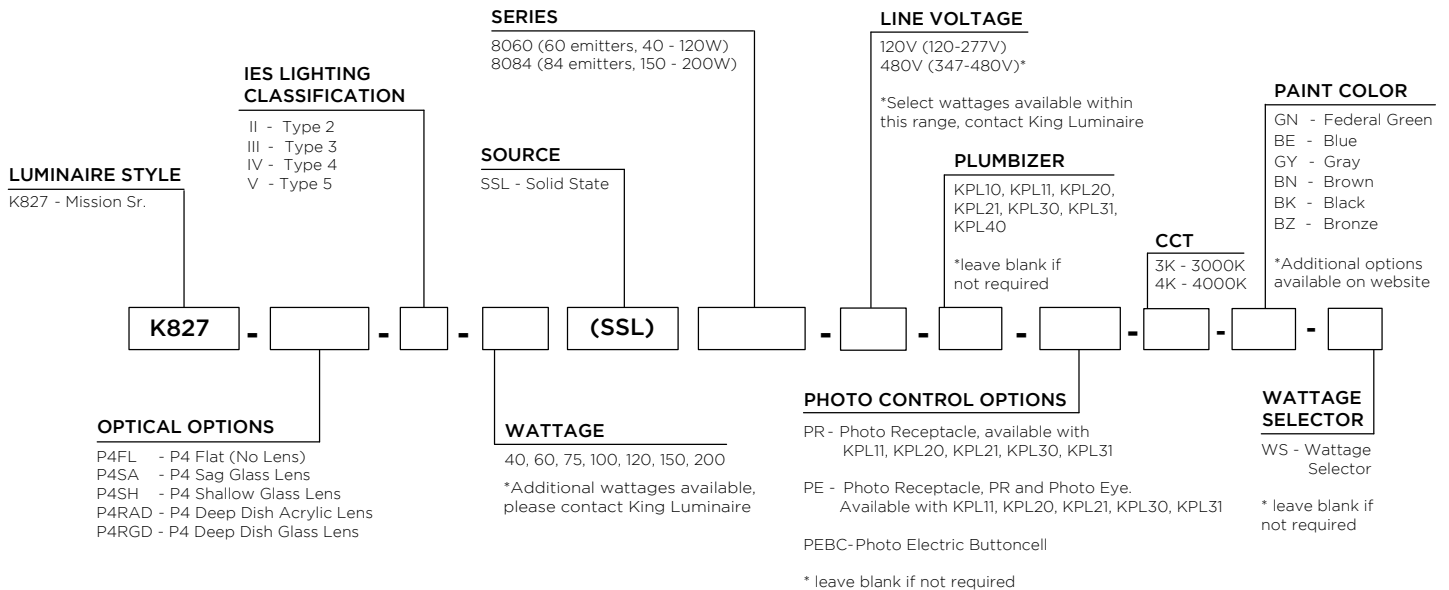 SERIES
8060 (60 emitters, 40 - 120W)
8084 (84 emitters, 150 - 200W)
LINE VOLTAGE
120V (120-277V)
480V (347-480V)*
*Select wattages available within
this range, contact King Luminaire
IES LIGHTING
CLASSIFICATION
II - Type 2
III - Type 3
IV - Type 4
V - Type 5
PAINT COLOR
GN - Federal Green
BE - Blue
GY - Gray
BN - Brown
BK - Black
BZ - Bronze
*Additional options
available on website
LUMINAIRE STYLE
K827 - Mission Sr.
SOURCE
SSL - Solid State
PLUMBIZER
KPL10, KPL11, KPL20,
KPL21, KPL30, KPL31,
KPL40
*leave blank if
not required
CCT
3K - 3000K
4K - 4000K
K827 - - - (SSL) - - - - - -
OPTICAL OPTIONS
P4FL - P4 Flat (No Lens)
P4SA - P4 Sag Glass Lens
P4SH - P4 Shallow Glass Lens
P4RAD - P4 Deep Dish Acrylic Lens
P4RGD - P4 Deep Dish Glass Lens
WATTAGE
40, 60, 75, 100, 120, 150, 200
*Additional wattages available,
please contact King Luminaire
PHOTO CONTROL OPTIONS
PR - Photo Receptacle, available with
KPL11, KPL20, KPL21, KPL30, KPL31
PE - Photo Receptacle, PR and Photo Eye.
Available with KPL11, KPL20, KPL21, KPL30, KPL31
PEBC-Photo Electric Buttoncell
* leave blank if not required
WATTAGE
SELECTOR
WS - Wattage
Selector
* leave blank if
not required